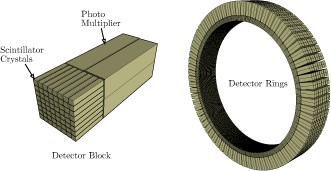 Photo
Multiplier
Scintillator
Crystals
Detector Rings
Detector Block